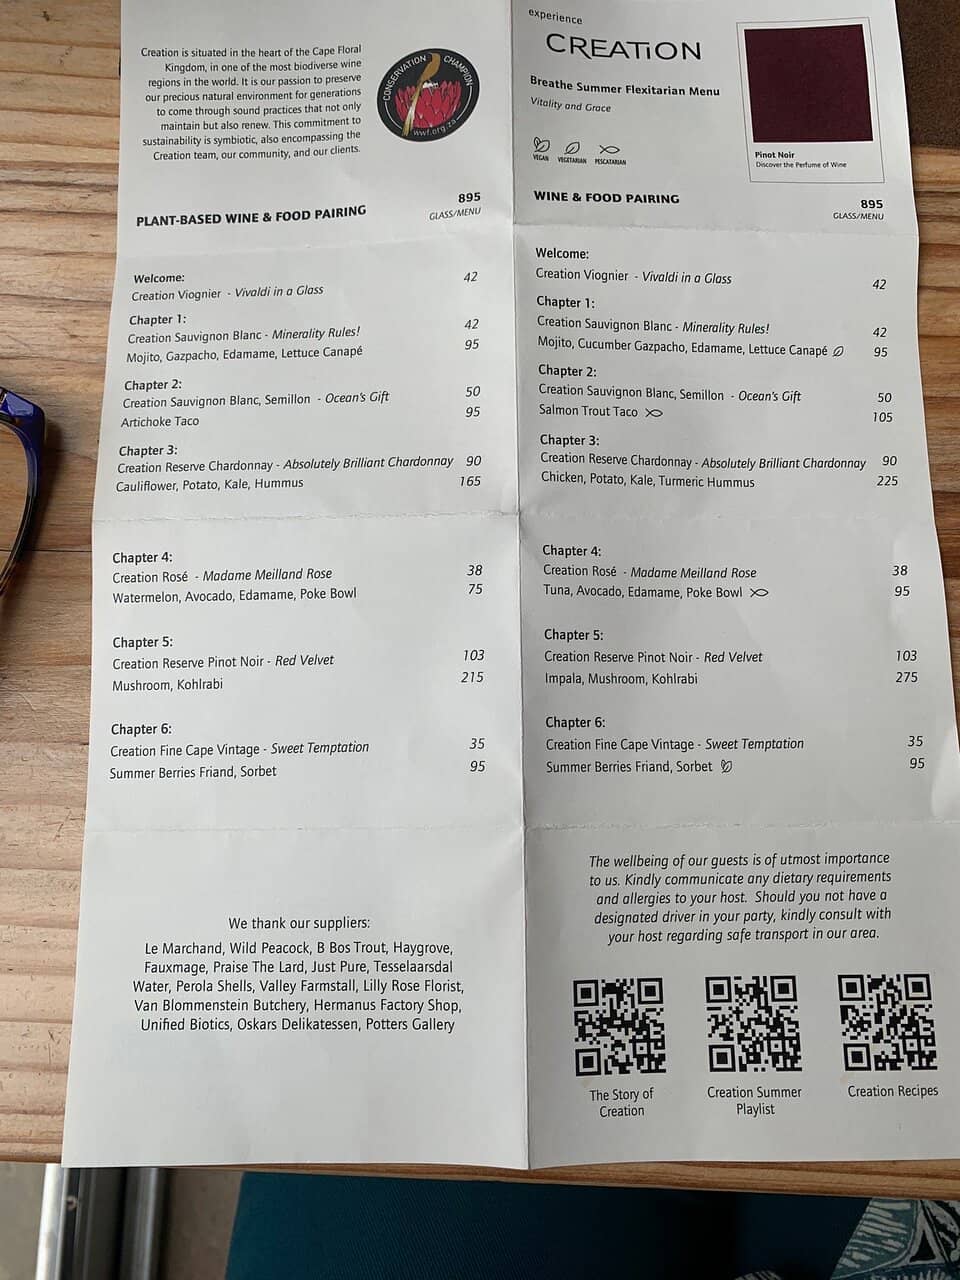 Creation is situated in the heart of the Cape Floral
Kingdom, in one of the most biodiverse wine
regions in the world. It is our passion to preserve
our precious natural environment for generations
to come through sound practices that not only
maintain but also renew. This commitment to
sustainability is symbiotic, also encompassing the
Creation team, our community, and our clients.
CONSERVATION CHAMPION
wwf.org.za
PLANT-BASED WINE & FOOD PAIRING 895
GLASS/MENU
Welcome:
Creation Viognier - Vivaldi in a Glass 42
Chapter 1:
Creation Sauvignon Blanc - Minerality Rules! 42
Mojito, Gazpacho, Edamame, Lettuce Canapé 95
Chapter 2:
Creation Sauvignon Blanc, Semillon - Ocean's Gift 50
Artichoke Taco 95
Chapter 3:
Creation Reserve Chardonnay - Absolutely Brilliant Chardonnay 90
Cauliflower, Potato, Kale, Hummus 165
Chapter 4:
Creation Rosé - Madame Meilland Rose 38
Watermelon, Avocado, Edamame, Poke Bowl 75
Chapter 5:
Creation Reserve Pinot Noir - Red Velvet 103
Mushroom, Kohlrabi 215
Chapter 6:
Creation Fine Cape Vintage - Sweet Temptation 35
Summer Berries Friand, Sorbet 95
We thank our suppliers:
Le Marchand, Wild Peacock, B Bos Trout, Haygrove,
Fauxmage, Praise The Lard, Just Pure, Tesselaarsdal
Water, Perola Shells, Valley Farmstall, Lilly Rose Florist,
Van Blommenstein Butchery, Hermanus Factory Shop,
Unified Biotics, Oskars Delikatessen, Potters Gallery
experience
CREATION
Breathe Summer Flexitarian Menu
Vitality and Grace
VEGAN VEGETARIAN PESCATARIAN
Pinot Noir
Discover the Perfume of Wine
WINE & FOOD PAIRING 895
GLASS/MENU
Welcome:
Creation Viognier - Vivaldi in a Glass 42
Chapter 1:
Creation Sauvignon Blanc - Minerality Rules! 42
Mojito, Cucumber Gazpacho, Edamame, Lettuce Canapé 95
Chapter 2:
Creation Sauvignon Blanc, Semillon - Ocean's Gift 50
Salmon Trout Taco 105
Chapter 3:
Creation Reserve Chardonnay - Absolutely Brilliant Chardonnay 90
Chicken, Potato, Kale, Turmeric Hummus 225
Chapter 4:
Creation Rosé - Madame Meilland Rose 38
Tuna, Avocado, Edamame, Poke Bowl 95
Chapter 5:
Creation Reserve Pinot Noir - Red Velvet 103
Impala, Mushroom, Kohlrabi 275
Chapter 6:
Creation Fine Cape Vintage - Sweet Temptation 35
Summer Berries Friand, Sorbet 95
The wellbeing of our guests is of utmost importance
to us. Kindly communicate any dietary requirements
and allergies to your host. Should you not have a
designated driver in your party, kindly consult with
your host regarding safe transport in our area.
The Story of
Creation
Creation Summer
Playlist
Creation Recipes